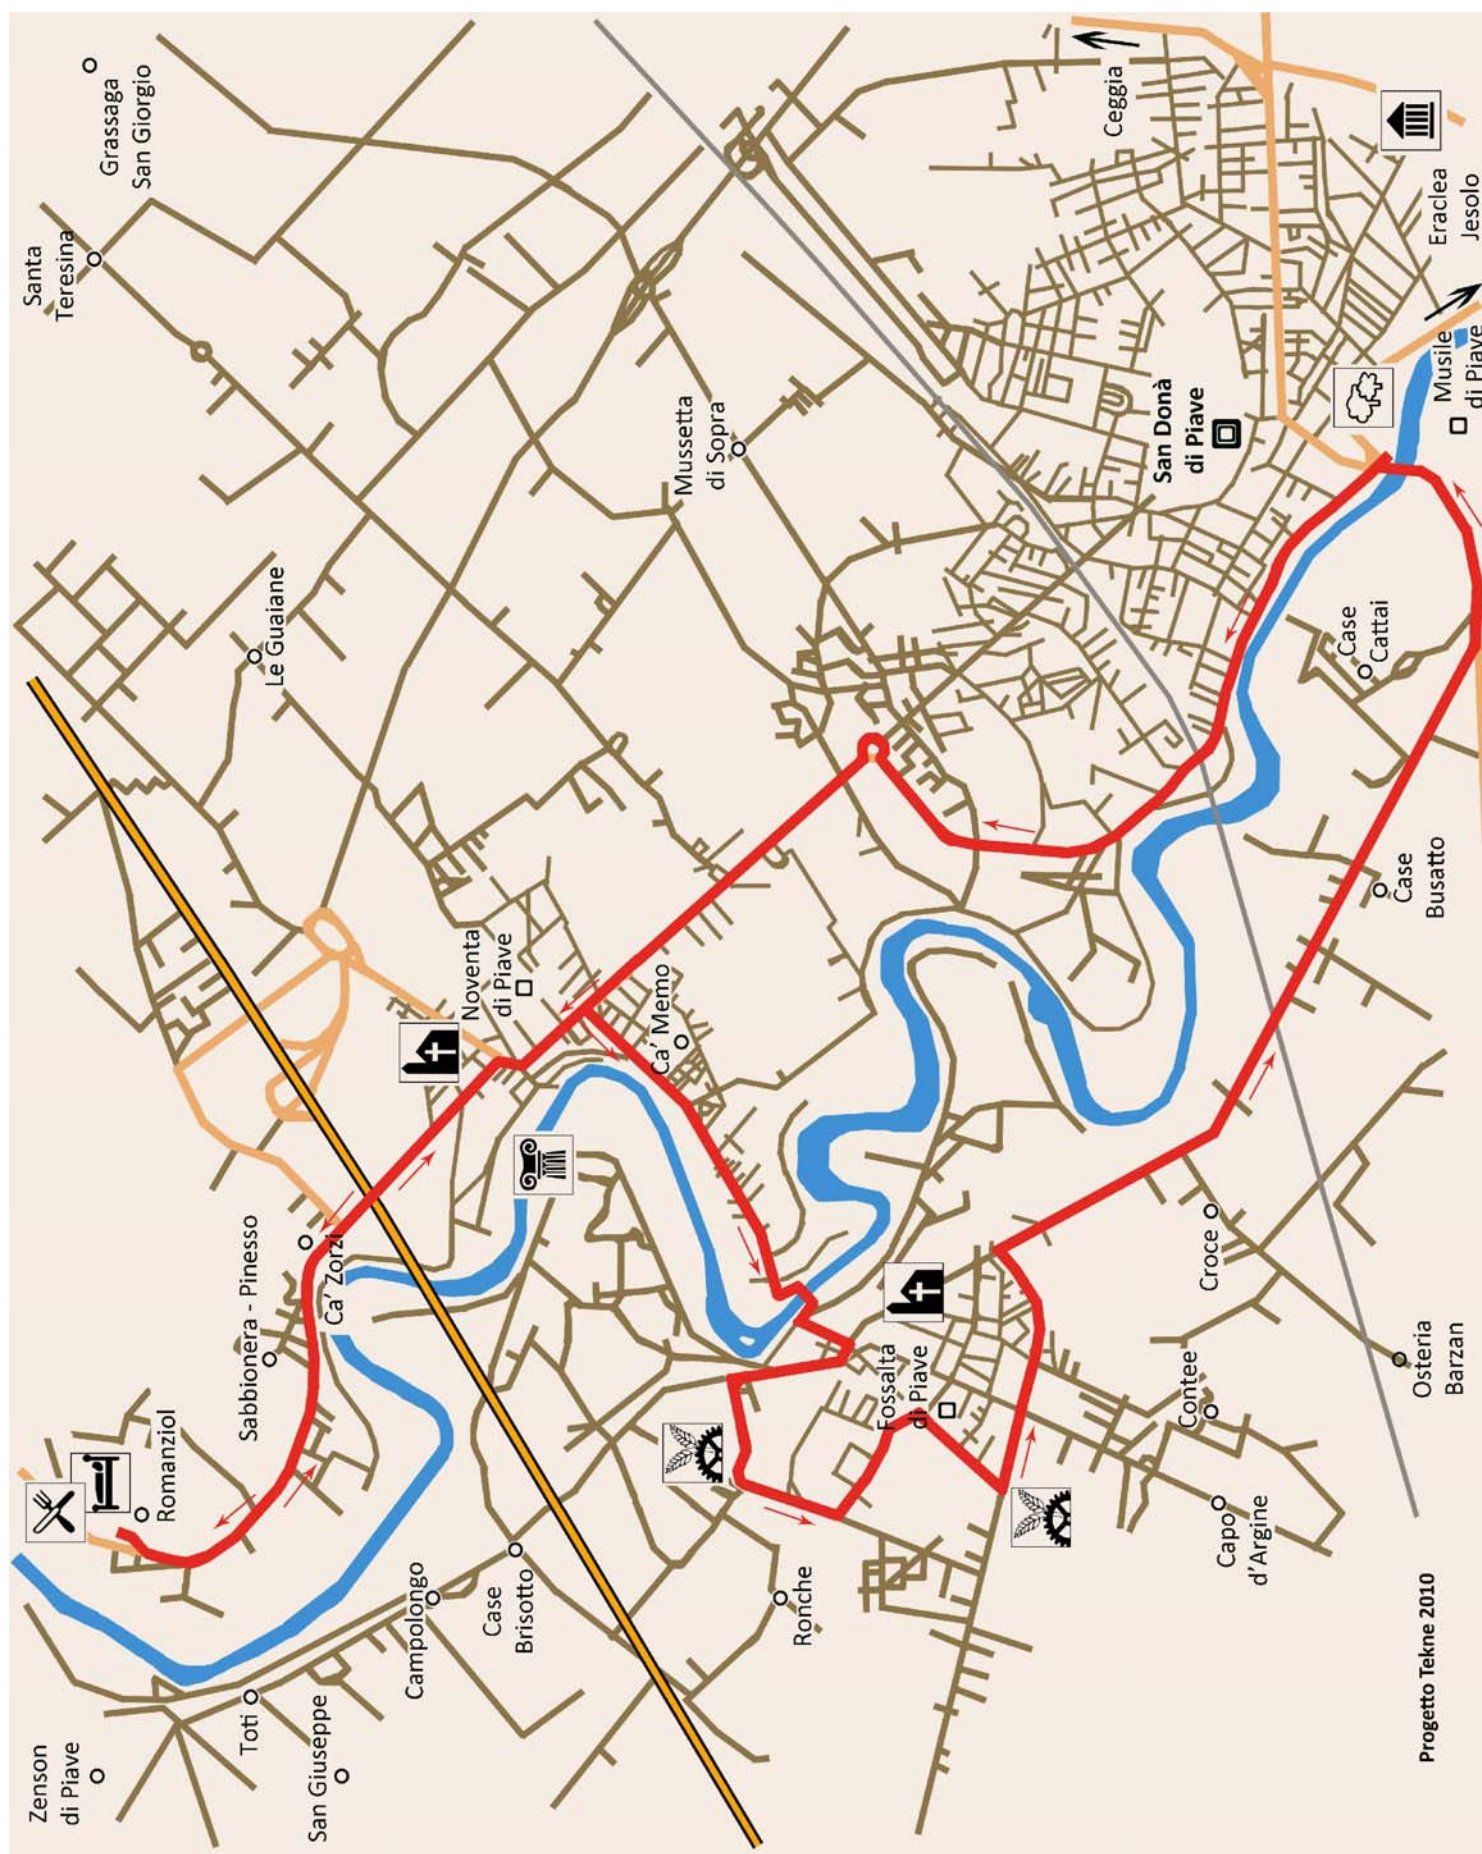 Zenson
di Piave
Toti
San Giuseppe
Campolongo
Case
Brisotto
Romanziol
Sabbionera - Pinesso
Ca' Zorzi
Le Guaiane
Santa
Teresina
Grassaga
San Giorgio
Noventa
di Piave
Ca' Memo
Mussetta
di Sopra
Ronche
Fossalta
di Piave
Capo
d'Argine
Contee
Croce
Osteria
Barzan
Case
Busatto
Case
Cattai
San Donà
di Piave
Musile
di Piave
Ceggia
Eraclea
Jesolo
Progetto Tekne 2010